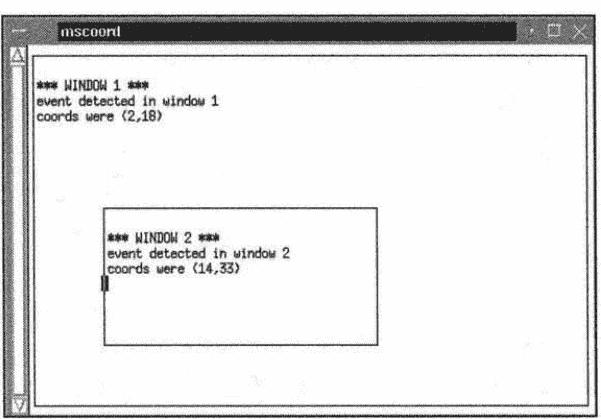 mscoord
*** WINDOW 1 ***
event detected in window 1
coords were (2,18)
*** WINDOW 2 ***
event detected in window 2
coords were (14,33)